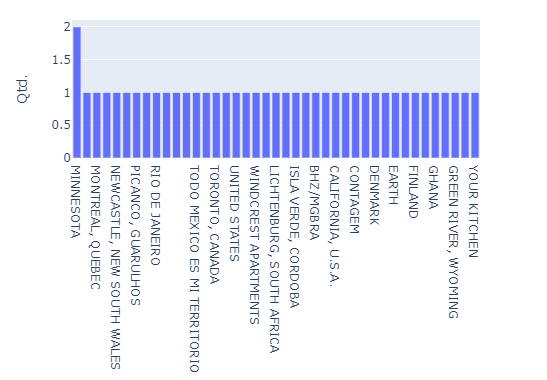 2
1.5
1
0.5
0
Qtd.
MINNESOTA
MONTREAL, QUEBEC
NEWCASTLE, NEW SOUTH WALES
PICANCO, GUARULHOS
RIO DE JANEIRO
TODO MEXICO ES MI TERRITORIO
TORONTO, CANADA
UNITED STATES
WINDCREST APARTMENTS
LICHTENBURG, SOUTH AFRICA
ISLA VERDE, CORDOBA
BHZ/MGBRA
CALIFORNIA, U.S.A.
CONTAGEM
DENMARK
EARTH
FINLAND
GHANA
GREEN RIVER, WYOMING
YOUR KITCHEN